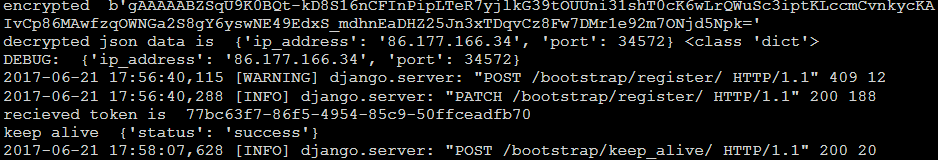 encrypted  b'gAAAAABZSqU9K0BQt-kD8S16nCFInPipLTeR7yjlkG39tOUUni31shT0cK6wLrQWuSc3iptKLccmCvnkycKA
IvCp86MAwfzqOWNGa2S8gY6yswNE49EdxS_mdhnEaDHZ25Jn3xTDqvCz8Fw7DMr1e92m7ONjd5Npk='
decrypted json data is  {'ip_address': '86.177.166.34', 'port': 34572} <class 'dict'>
DEBUG:  {'ip_address': '86.177.166.34', 'port': 34572}
2017-06-21 17:56:40,115 [WARNING] django.server: "POST /bootstrap/register/ HTTP/1.1" 409 12
2017-06-21 17:56:40,288 [INFO] django.server: "PATCH /bootstrap/register/ HTTP/1.1" 200 188
recieved token is  77bc63f7-86f5-4954-85c9-50ffceadfb70
keep alive  {'status': 'success'}
2017-06-21 17:58:07,628 [INFO] django.server: "POST /bootstrap/keep_alive/ HTTP/1.1" 200 20